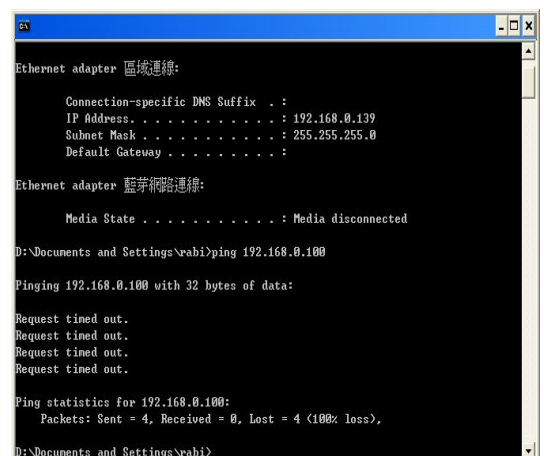 Ethernet adapter 區域連線:
Connection-specific DNS Suffix  . :
IP Address. . . . . . . . . . . . : 192.168.0.139
Subnet Mask . . . . . . . . . . . : 255.255.255.0
Default Gateway . . . . . . . . . :
Ethernet adapter 藍芽網路連線:
Media State . . . . . . . . . . . : Media disconnected
D:\Documents and Settings\rabi>ping 192.168.0.100
Pinging 192.168.0.100 with 32 bytes of data:
Request timed out.
Request timed out.
Request timed out.
Request timed out.
Ping statistics for 192.168.0.100:
Packets: Sent = 4, Received = 0, Lost = 4 (100% loss),
D:\Documents and Settings\rabi>